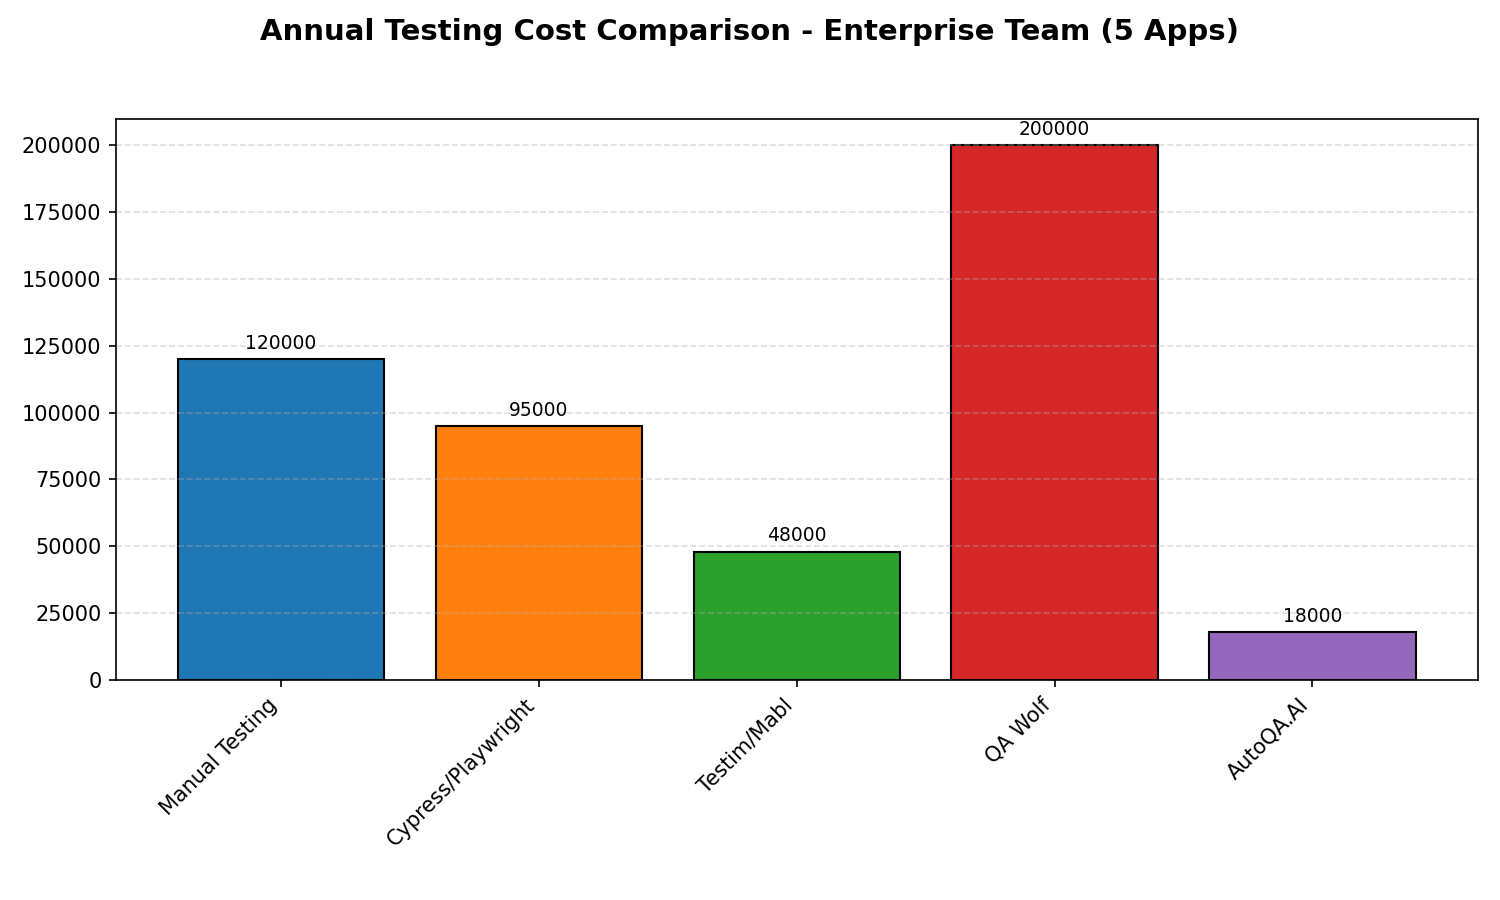 Annual Testing Cost Comparison - Enterprise Team (5 Apps)
200000
175000
150000
125000
100000
75000
50000
25000
0
120000
95000
48000
200000
18000
Manual Testing
Cypress/Playwright
Testim/Mabl
QA Wolf
AutoQA.AI